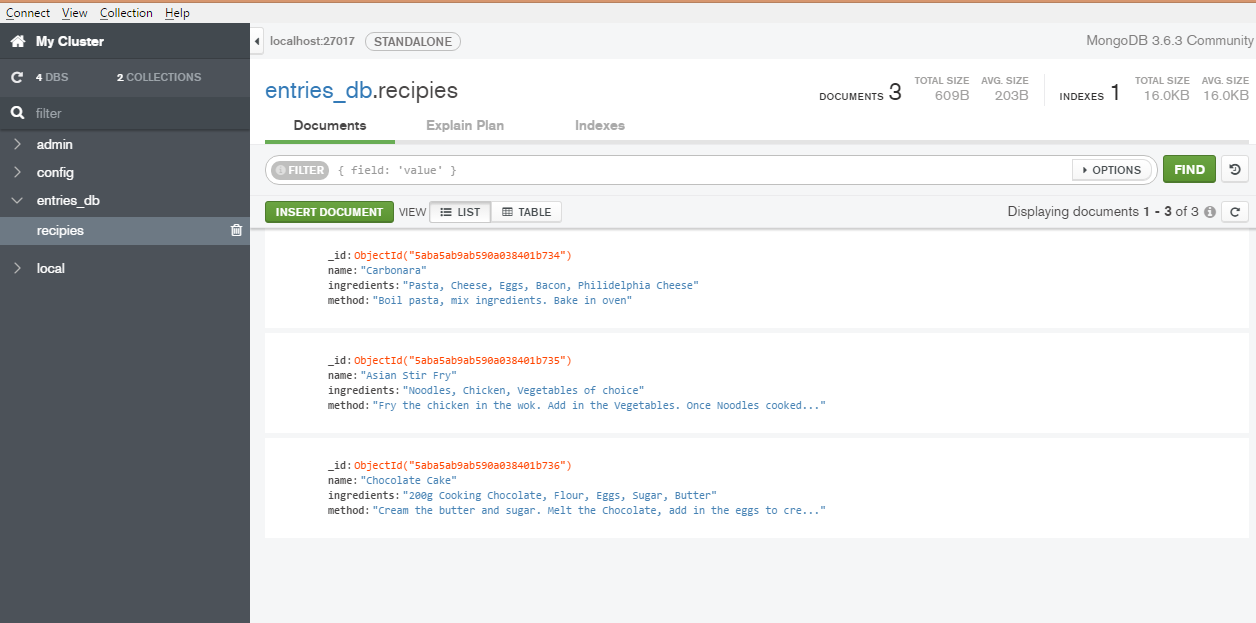 Connect View Collection Help
My Cluster
4 DBS 2 COLLECTIONS
filter
admin
config
entries_db
recipies
local
localhost:27017 STANDALONE MongoDB 3.6.3 Community
entries_db.recipies
DOCUMENTS 3 TOTAL SIZE 609B AVG. SIZE 203B INDEXES 1 TOTAL SIZE 16.0KB AVG. SIZE 16.0KB
Documents Explain Plan Indexes
FILTER { field: 'value' } OPTIONS FIND
INSERT DOCUMENT VIEW LIST TABLE Displaying documents 1 - 3 of 3
_id:ObjectId("5aba5ab9ab590a038401b734")
name:"Carbonara"
ingredients:"Pasta, Cheese, Eggs, Bacon, Philidelphia Cheese"
method:"Boil pasta, mix ingredients. Bake in oven"
_id:ObjectId("5aba5ab9ab590a038401b735")
name:"Asian Stir Fry"
ingredients:"Noodles, Chicken, Vegetables of choice"
method:"Fry the chicken in the wok. Add in the Vegetables. Once Noodles cooked..."
_id:ObjectId("5aba5ab9ab590a038401b736")
name:"Chocolate Cake"
ingredients:"200g Cooking Chocolate, Flour, Eggs, Sugar, Butter"
method:"Cream the butter and sugar. Melt the Chocolate, add in the eggs to cre..."